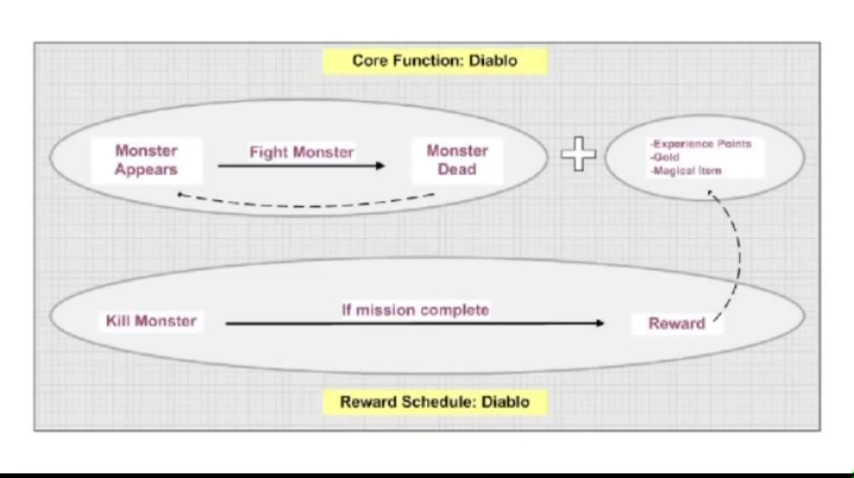 Core Function: Diablo
Monster
Appears
Fight Monster
Monster
Dead
-Experience Points
-Gold
-Magical Item
Kill Monster
If mission complete
Reward
Reward Schedule: Diablo